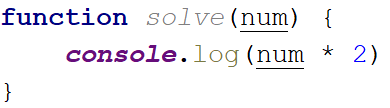 function solve(num) {
    console.log(num * 2)
}